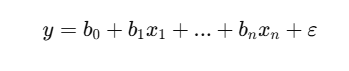 y = b₀ + b₁x₁ + ... + bₙxₙ + ε